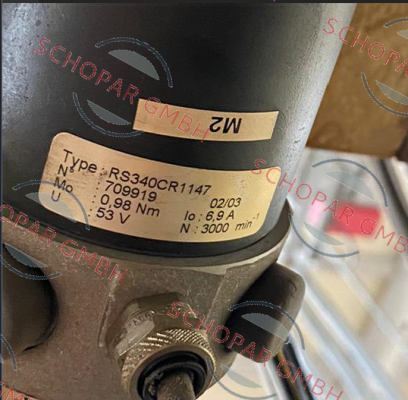 M2
Type : RS340CR1147
N° : 709919 02/03
Mo : 0,98 Nm Io : 6,9 A
U : 53 V N : 3000 min⁻¹
SCHOPAR GMBH
SCHOPAR GMBH
SCHOPAR GMBH
SCHOPAR GMBH